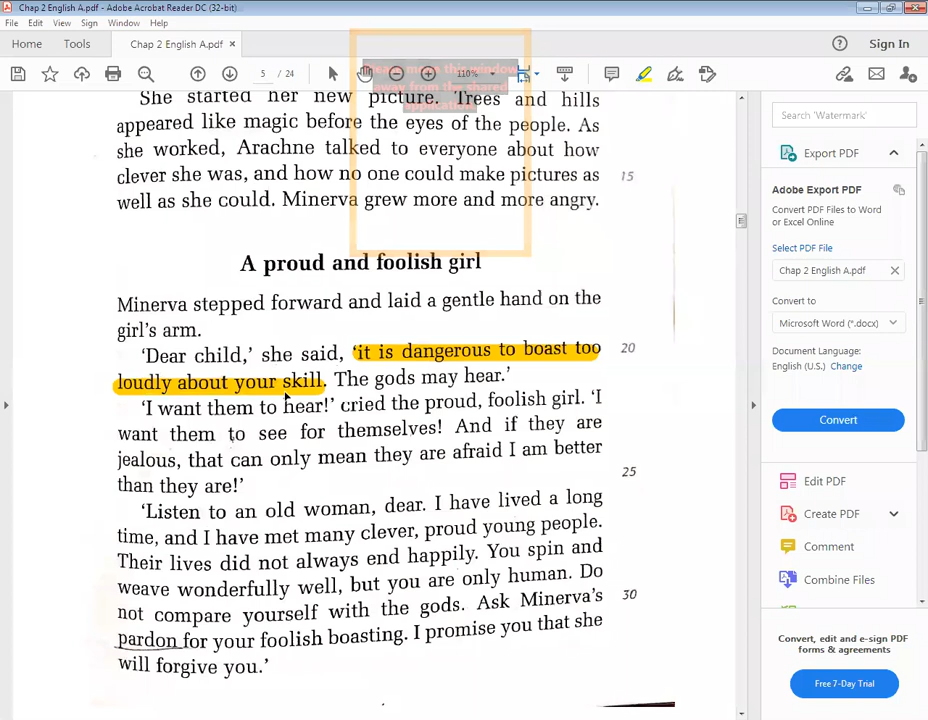 Chap 2 English A.pdf - Adobe Acrobat Reader DC (32-bit)
File Edit View Sign Window Help
Home Tools Chap 2 English A.pdf × Sign In
5 / 24 110%
move this window
away from the shared
application
She started her new picture. Trees and hills
appeared like magic before the eyes of the people. As
she worked, Arachne talked to everyone about how
clever she was, and how no one could make pictures as 15
well as she could. Minerva grew more and more angry.
A proud and foolish girl
Minerva stepped forward and laid a gentle hand on the
girl's arm.
'Dear child,' she said, 'it is dangerous to boast too 20
loudly about your skill. The gods may hear.'
'I want them to hear!' cried the proud, foolish girl. 'I
want them to see for themselves! And if they are
jealous, that can only mean they are afraid I am better
than they are!' 25
'Listen to an old woman, dear. I have lived a long
time, and I have met many clever, proud young people.
Their lives did not always end happily. You spin and
weave wonderfully well, but you are only human. Do
not compare yourself with the gods. Ask Minerva's 30
pardon for your foolish boasting. I promise you that she
will forgive you.'
Search 'Watermark'
Export PDF
Adobe Export PDF
Convert PDF Files to Word
or Excel Online
Select PDF File
Chap 2 English A.pdf
Convert to
Microsoft Word (*.docx)
Document Language:
English (U.S.) Change
Convert
Edit PDF
Create PDF
Comment
Combine Files
Convert, edit and e-sign PDF
forms & agreements
Free 7-Day Trial